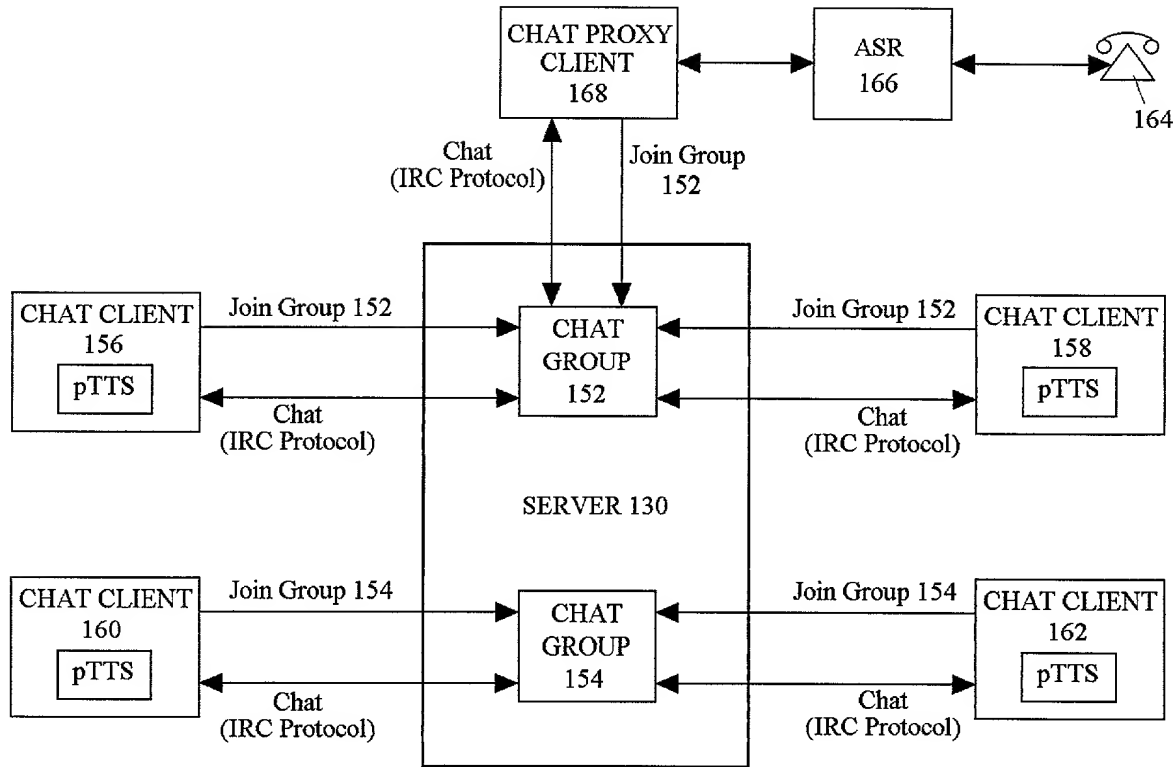 CHAT PROXY
CLIENT
168
ASR
166
164
Chat
(IRC Protocol)
Join Group
152
CHAT CLIENT
156
pTTS
Join Group 152
Chat
(IRC Protocol)
CHAT
GROUP
152
Join Group 152
Chat
(IRC Protocol)
CHAT CLIENT
158
pTTS
SERVER 130
CHAT CLIENT
160
pTTS
Join Group 154
Chat
(IRC Protocol)
CHAT
GROUP
154
Join Group 154
Chat
(IRC Protocol)
CHAT CLIENT
162
pTTS